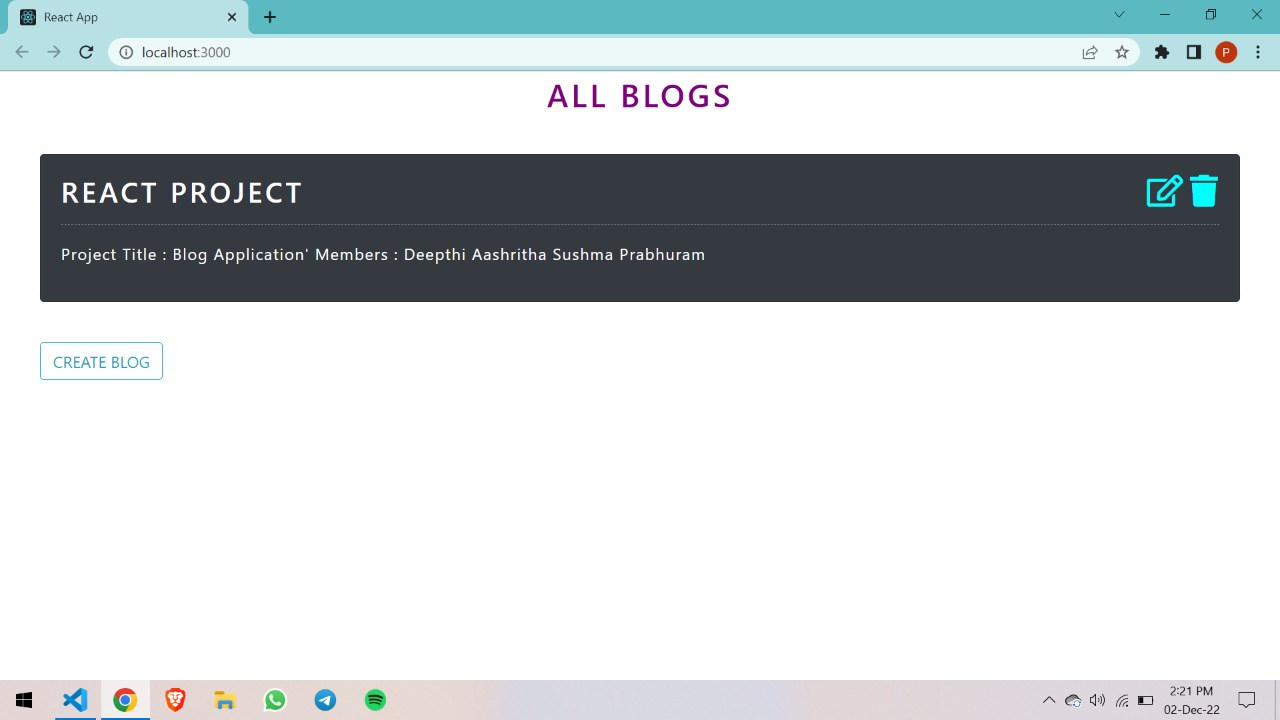 React App
localhost:3000
P
ALL BLOGS
REACT PROJECT
Project Title : Blog Application' Members : Deepthi Aashritha Sushma Prabhuram
CREATE BLOG
2:21 PM
02-Dec-22